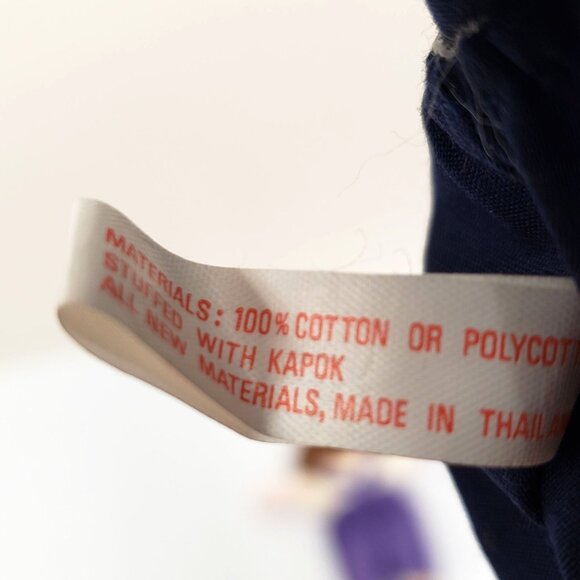 MATERIALS: 100% COTTON OR POLYCOTT
STUFFED WITH KAPOK
ALL NEW MATERIALS, MADE IN THAILA